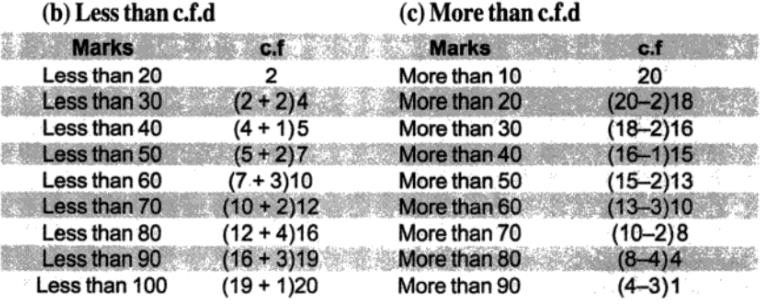 (b) Less than c.f.d (c) More than c.f.d
Marks c.f Marks c.f
Less than 20 2 More than 10 20
Less than 30 (2 + 2)4 More than 20 (20–2)18
Less than 40 (4 + 1)5 More than 30 (18–2)16
Less than 50 (5 + 2)7 More than 40 (16–1)15
Less than 60 (7 + 3)10 More than 50 (15–2)13
Less than 70 (10 + 2)12 More than 60 (13–3)10
Less than 80 (12 + 4)16 More than 70 (10–2)8
Less than 90 (16 + 3)19 More than 80 (8–4)4
Less than 100 (19 + 1)20 More than 90 (4–3)1